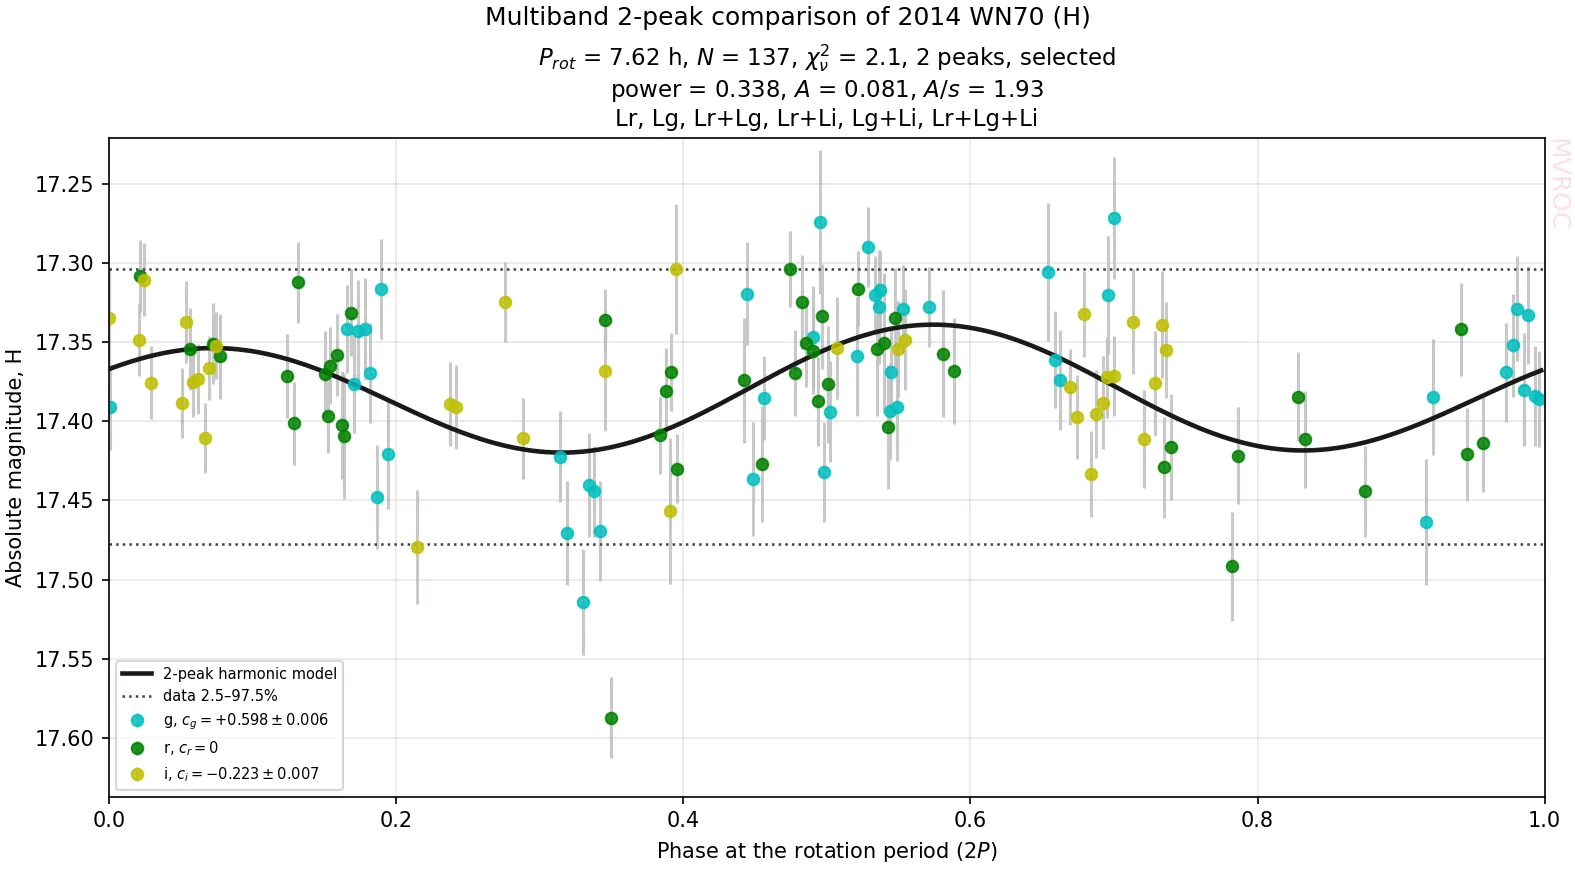 Multiband 2-peak comparison of 2014 WN70 (H)
P_rot = 7.62 h, N = 137, χ²_ν = 2.1, 2 peaks, selected
power = 0.338, A = 0.081, A/s = 1.93
Lr, Lg, Lr+Lg, Lr+Li, Lg+Li, Lr+Lg+Li
MVROC
Absolute magnitude, H
17.25
17.30
17.35
17.40
17.45
17.50
17.55
17.60
2-peak harmonic model
data 2.5–97.5%
g, c_g = +0.598 ± 0.006
r, c_r = 0
i, c_i = −0.223 ± 0.007
0.0 0.2 0.4 0.6 0.8 1.0
Phase at the rotation period (2P)